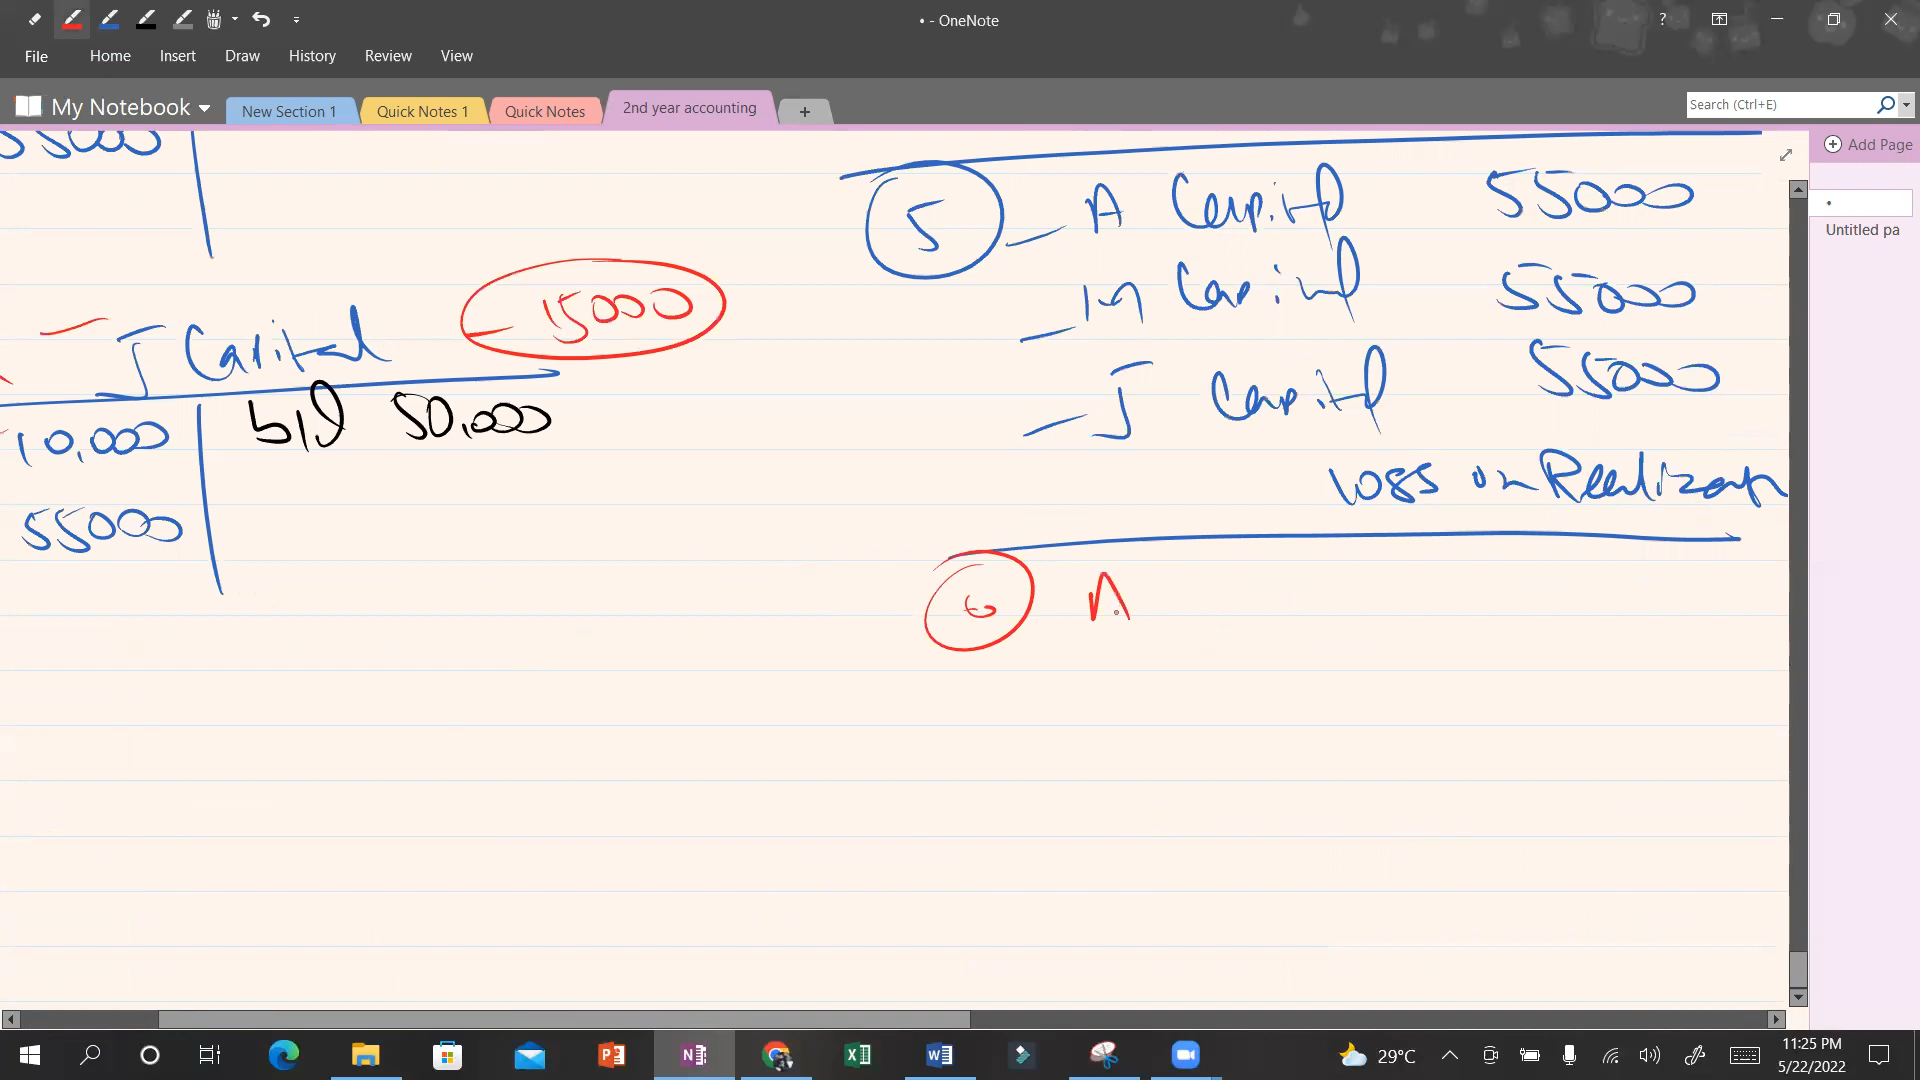 • - OneNote
?
File
Home
Insert
Draw
History
Review
View
My Notebook
New Section 1
Quick Notes 1
Quick Notes
2nd year accounting
+
Search (Ctrl+E)
Add Page
•
Untitled pa
55000
J Capital
- 15000
10,000
b/d 50,000
55000
5
- A Capital 55000
- M Capital 55000
- J Capital 55000
loss on Realization
6
A
29°C
11:25 PM
5/22/2022